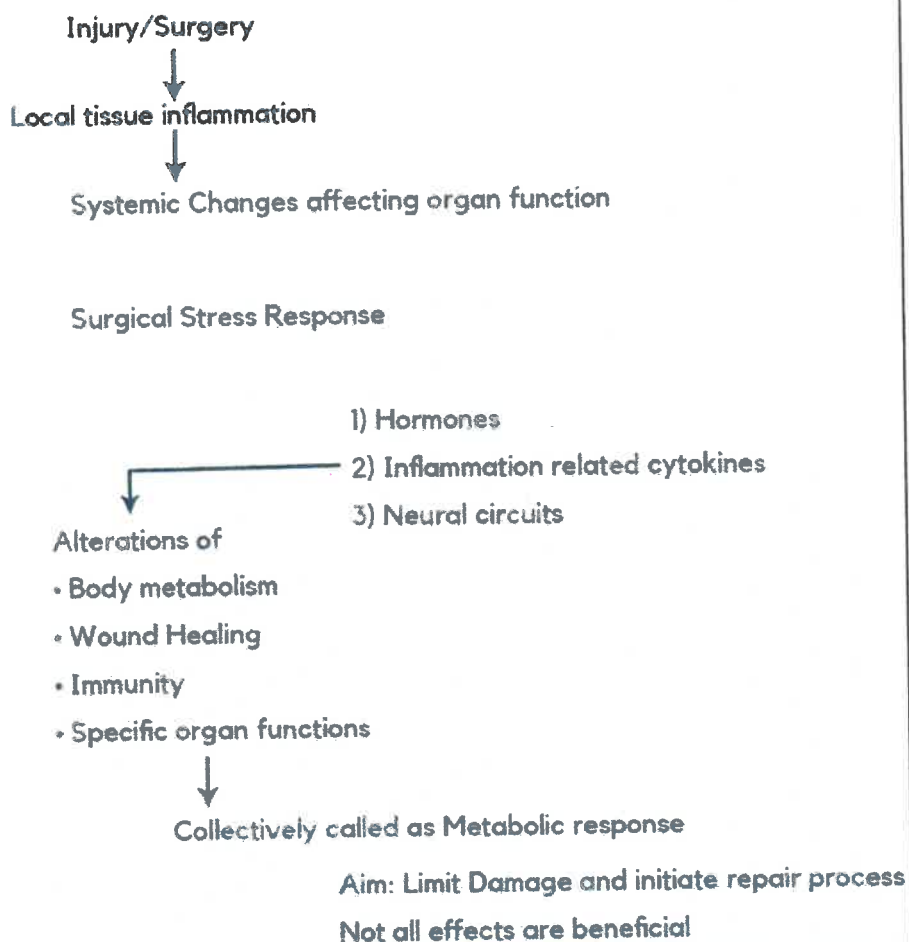 Injury/Surgery
Local tissue inflammation
Systemic Changes affecting organ function
Surgical Stress Response
1) Hormones
2) Inflammation related cytokines
3) Neural circuits
Alterations of
• Body metabolism
• Wound Healing
• Immunity
• Specific organ functions
Collectively called as Metabolic response
Aim: Limit Damage and initiate repair process
Not all effects are beneficial